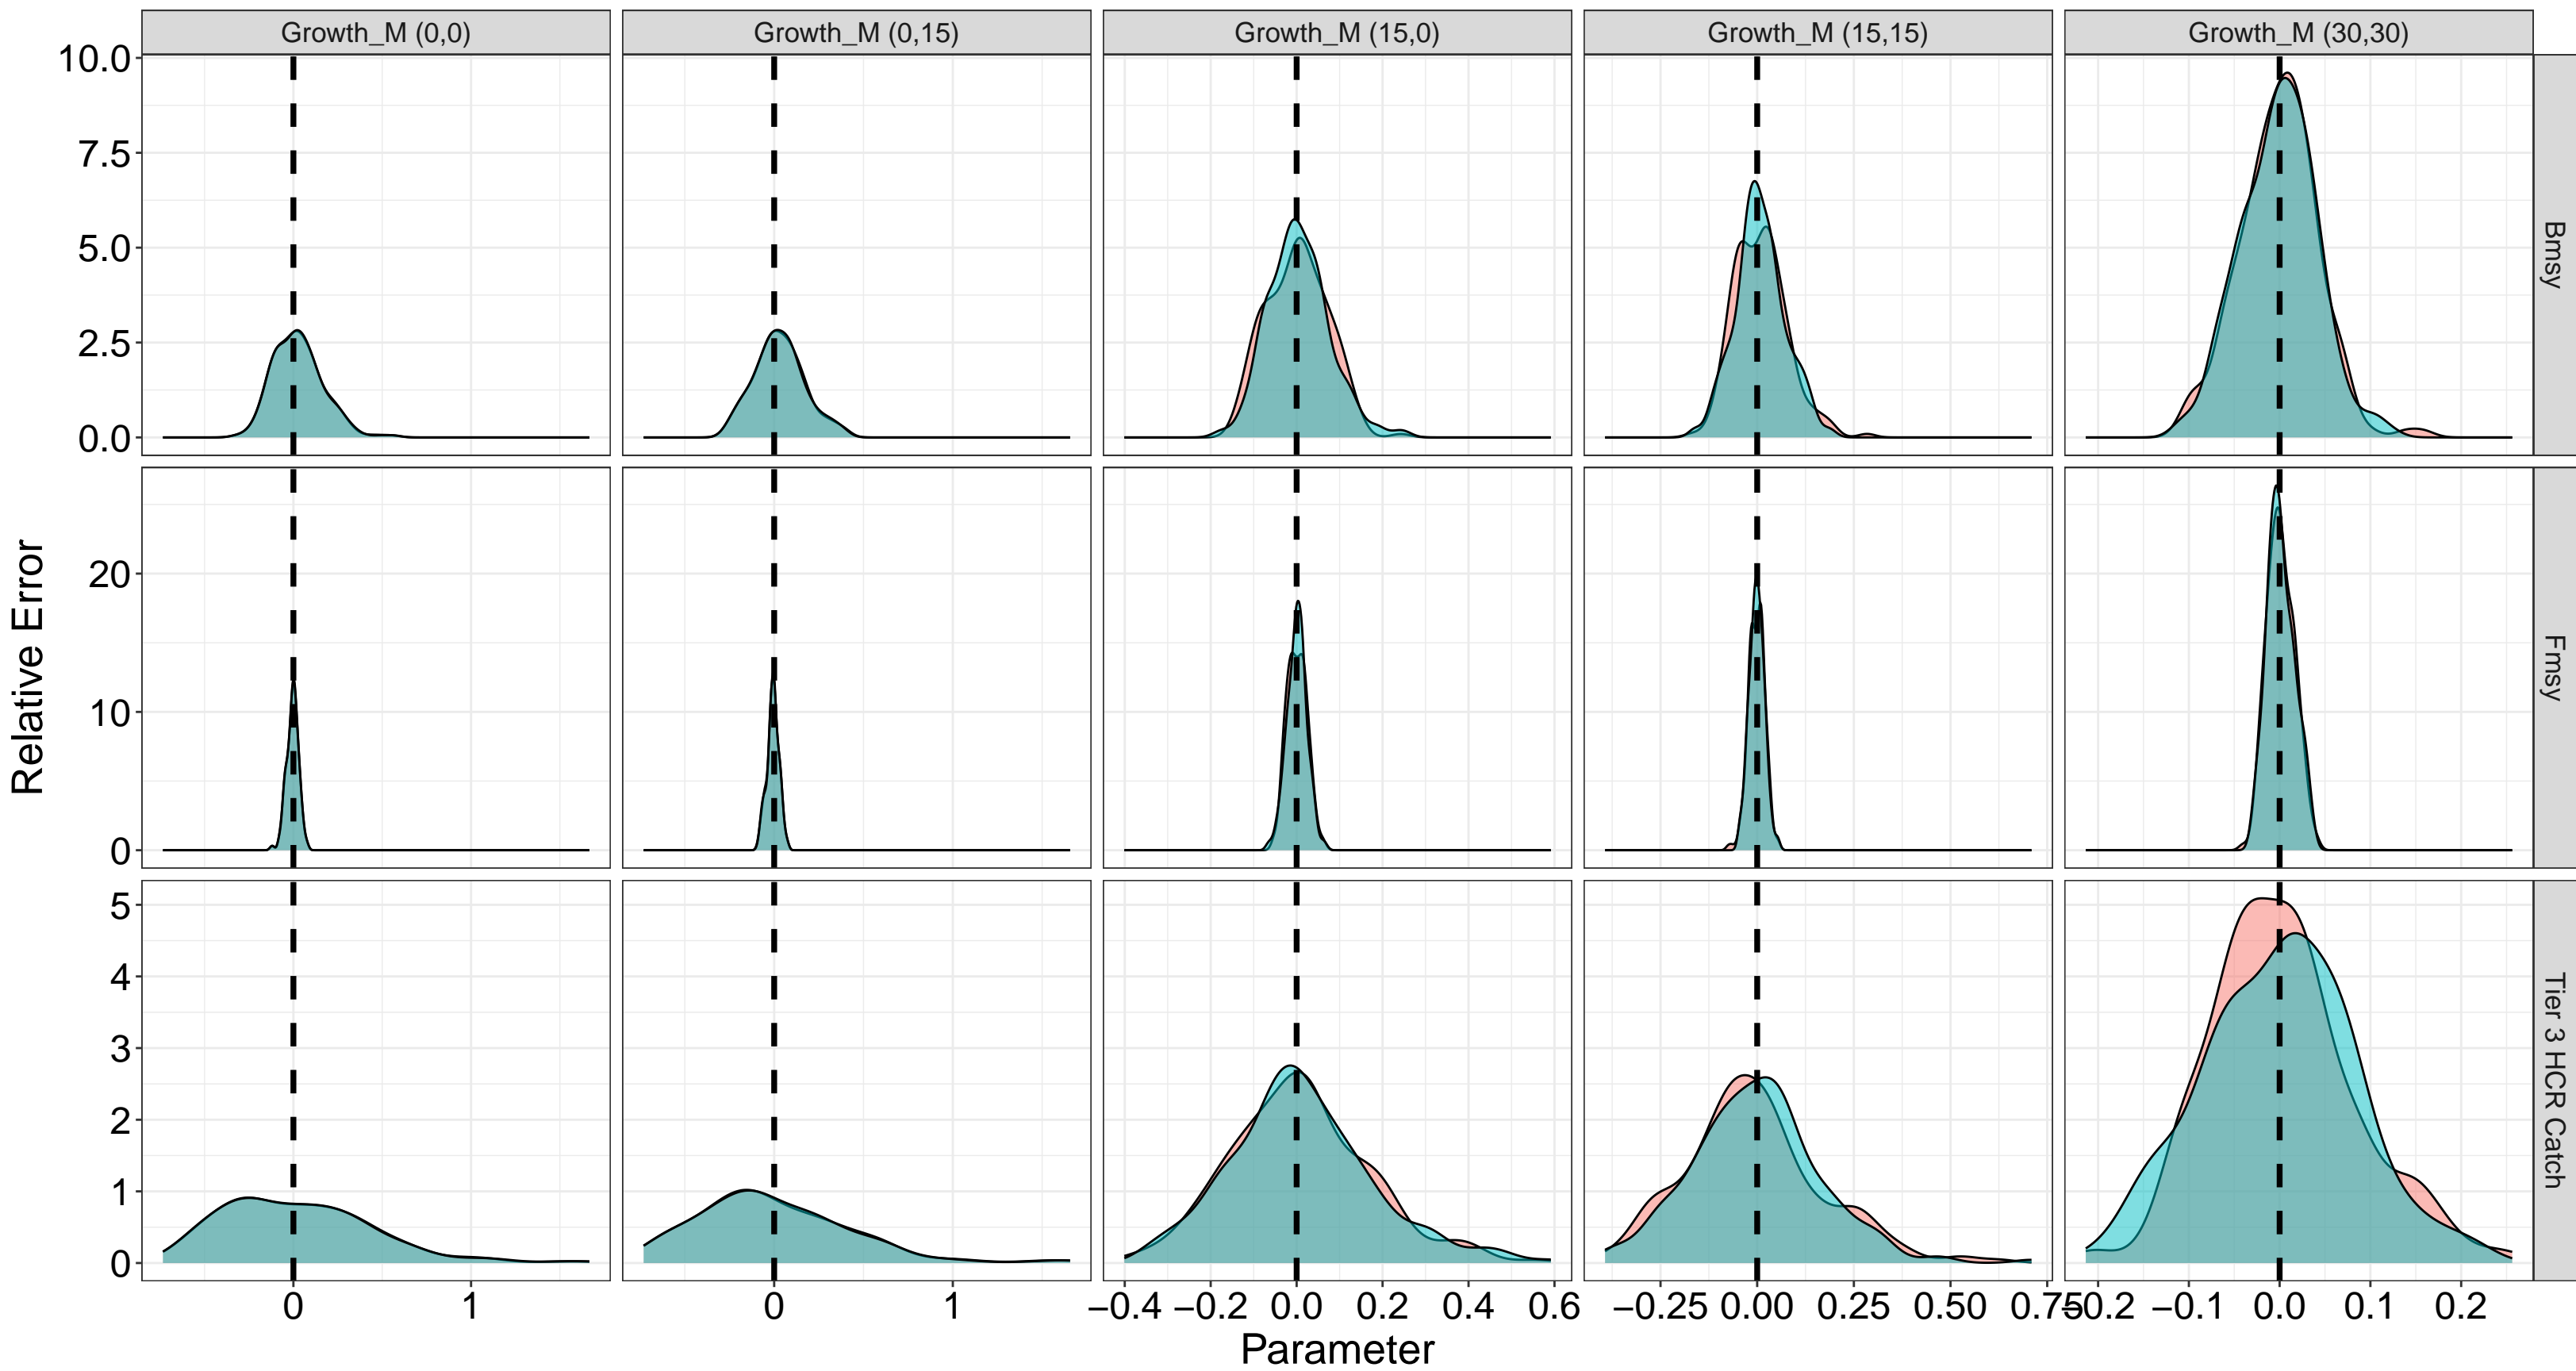 Growth_M (0,0) Growth_M (0,15) Growth_M (15,0) Growth_M (15,15) Growth_M (30,30)
10.0
7.5
5.0
2.5
0.0
Bmsy
20
10
0
Fmsy
5
4
3
2
1
0
Tier 3 HCR Catch
Relative Error
0 1 0 1 −0.4 −0.2 0.0 0.2 0.4 0.6 −0.25 0.00 0.25 0.50 0.75 −0.2 −0.1 0.0 0.1 0.2
Parameter